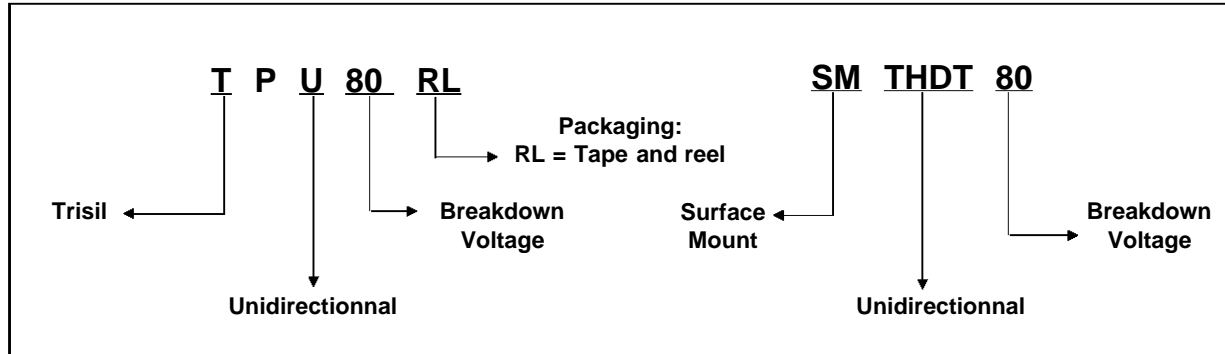 T P U 80 RL
Packaging:
RL = Tape and reel
Trisil
Breakdown
Voltage
Unidirectionnal
SM THDT 80
Surface
Mount
Breakdown
Voltage
Unidirectionnal